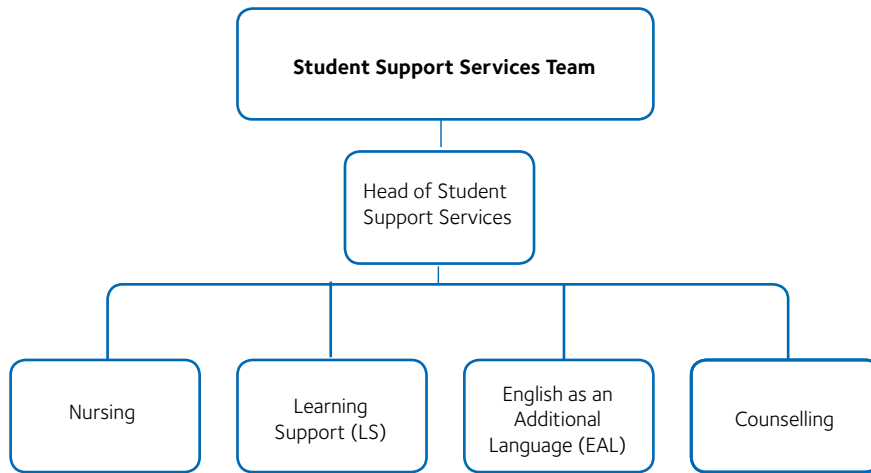 Student Support Services Team
Head of Student
Support Services
Nursing
Learning
Support (LS)
English as an
Additional
Language (EAL)
Counselling